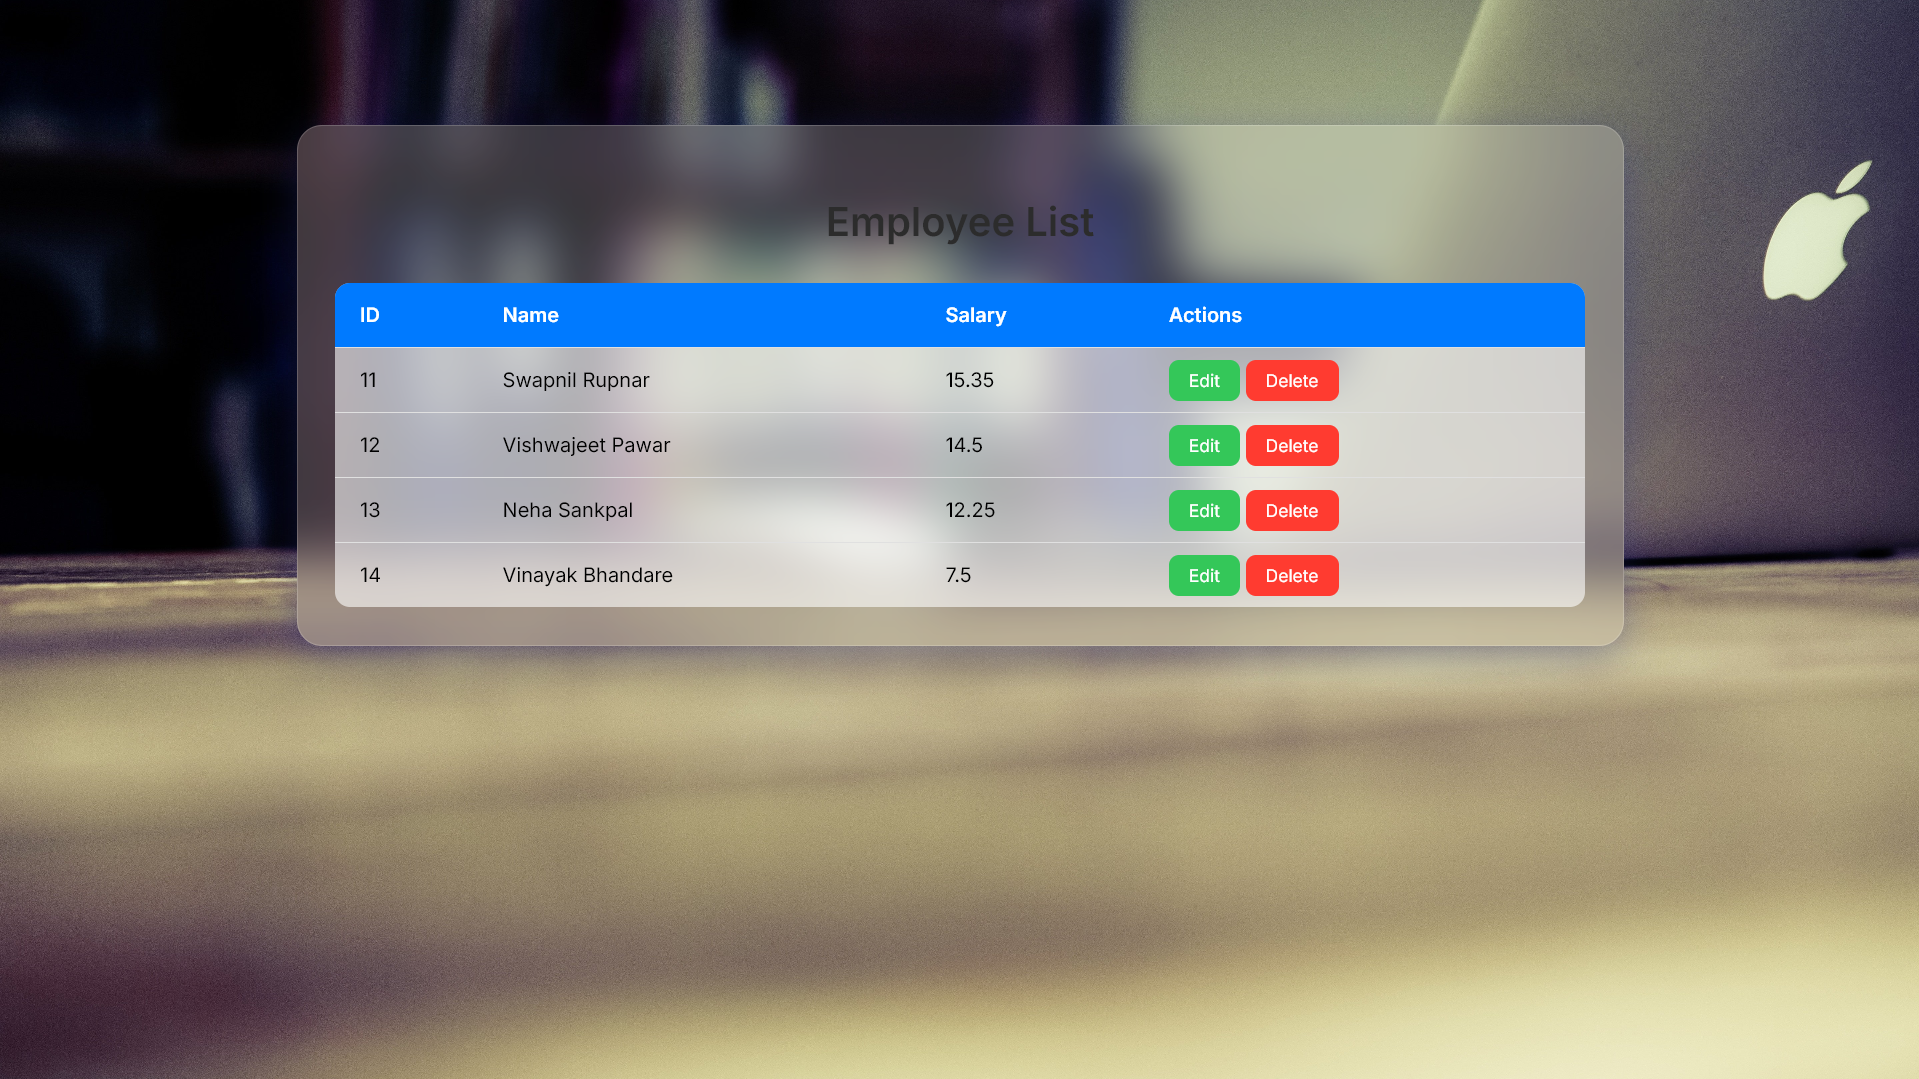 Employee List
ID Name Salary Actions
11 Swapnil Rupnar 15.35 Edit Delete
12 Vishwajeet Pawar 14.5 Edit Delete
13 Neha Sankpal 12.25 Edit Delete
14 Vinayak Bhandare 7.5 Edit Delete